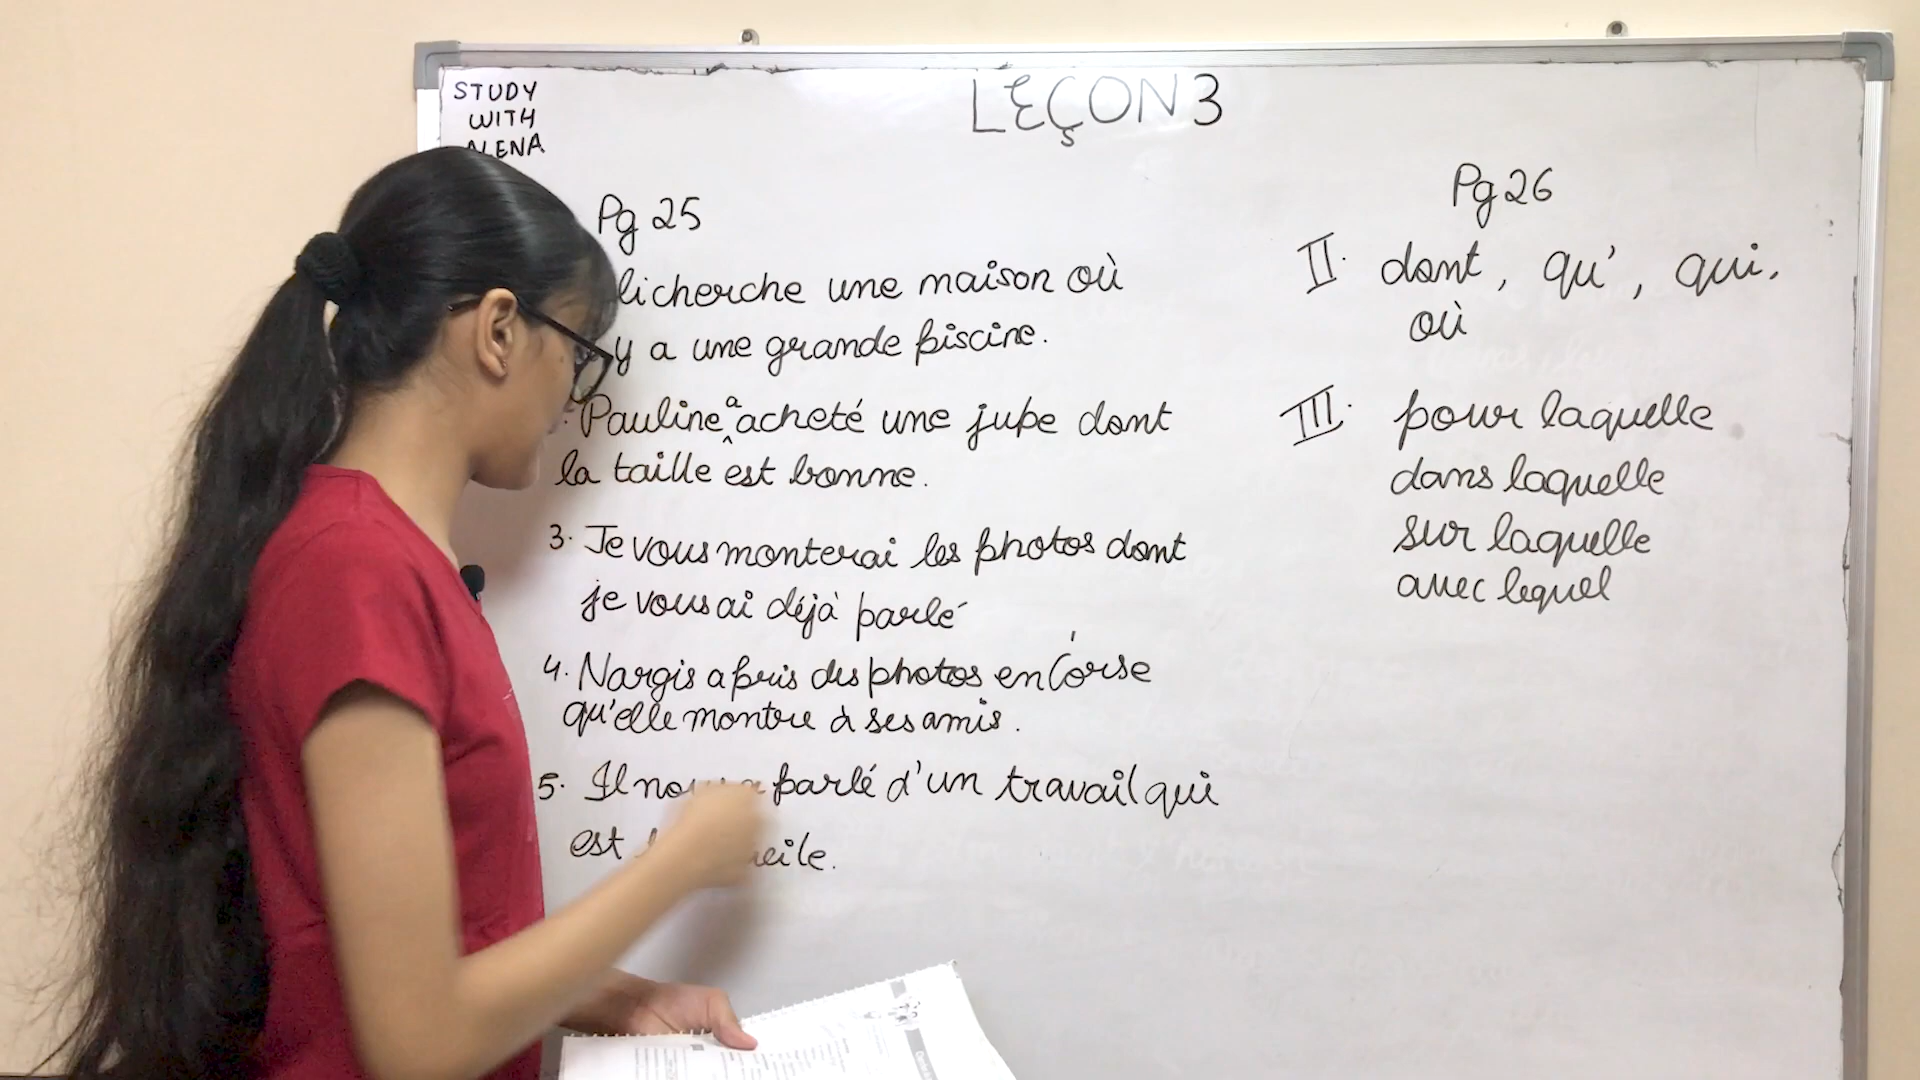 STUDY
WITH
ALENA
LEÇON 3
Pg 25
licherche une maison où
y a une grande piscine.
Pauline a acheté une jupe dont
la taille est bonne.
3. Je vous monterai les photos dont
je vous ai déjà parlé
4. Nargis a pris des photos en Corse
qu'elle montre à ses amis.
5. Il a parlé d'un travail qui
est
Pg 26
II. dont, qu', qui,
où
III. pour laquelle
dans laquelle
sur laquelle
avec lequel